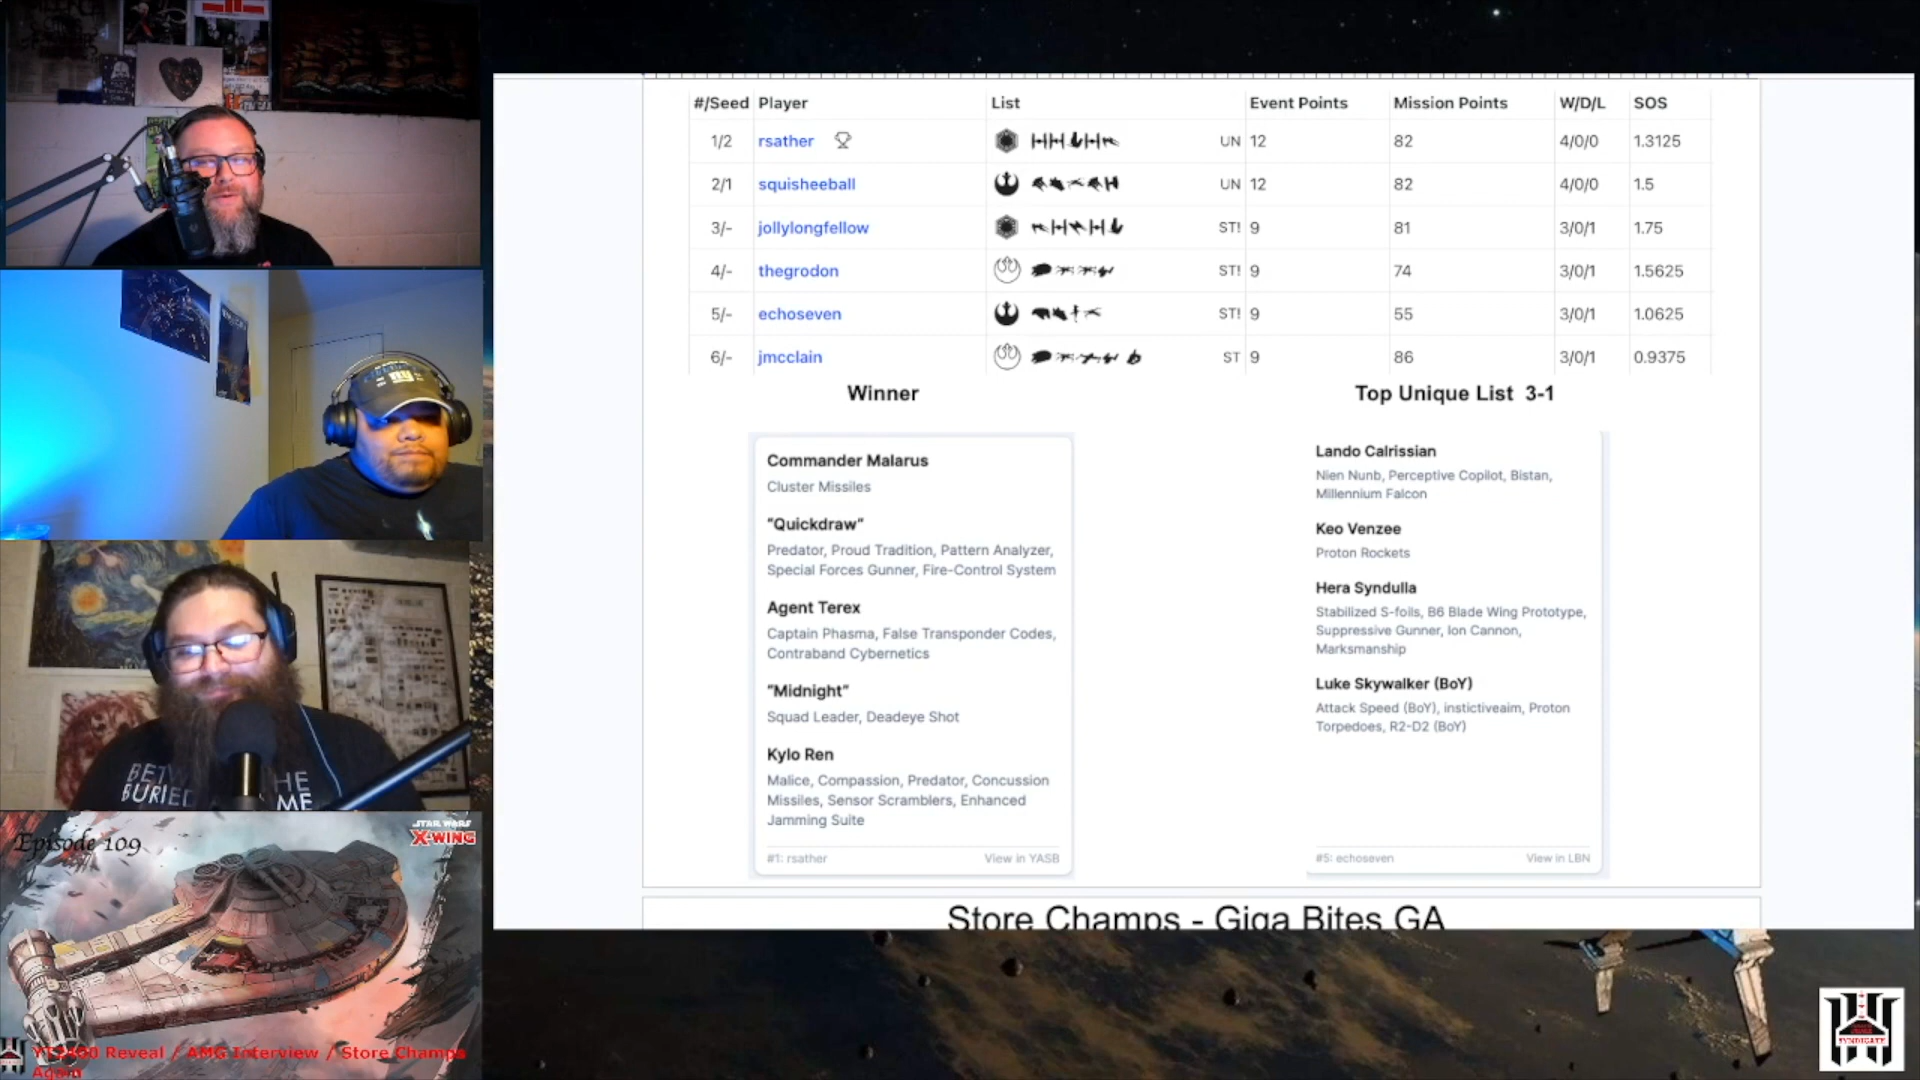 #/Seed Player List Event Points Mission Points W/D/L SOS
1/2 rsather UN 12 82 4/0/0 1.3125
2/1 squisheeball UN 12 82 4/0/0 1.5
3/- jollylongfellow ST! 9 81 3/0/1 1.75
4/- thegrodon ST! 9 74 3/0/1 1.5625
5/- echoseven ST! 9 55 3/0/1 1.0625
6/- jmcclain ST 9 86 3/0/1 0.9375
Winner
Commander Malarus
Cluster Missiles
"Quickdraw"
Predator, Proud Tradition, Pattern Analyzer,
Special Forces Gunner, Fire-Control System
Agent Terex
Captain Phasma, False Transponder Codes,
Contraband Cybernetics
"Midnight"
Squad Leader, Deadeye Shot
Kylo Ren
Malice, Compassion, Predator, Concussion
Missiles, Sensor Scramblers, Enhanced
Jamming Suite
#1: rsather View in YASB
Top Unique List 3-1
Lando Calrissian
Nien Nunb, Perceptive Copilot, Bistan,
Millennium Falcon
Keo Venzee
Proton Rockets
Hera Syndulla
Stabilized S-foils, B6 Blade Wing Prototype,
Suppressive Gunner, Ion Cannon,
Marksmanship
Luke Skywalker (BoY)
Attack Speed (BoY), instictiveaim, Proton
Torpedoes, R2-D2 (BoY)
#5: echoseven View in LBN
Store Champs - Giga Bites GA
NY
BURIED ME
Episode 109
STAR WARS
X-WING
YT2400 Reveal / AMG Interview / Store Champs
Again
SYNDICATE